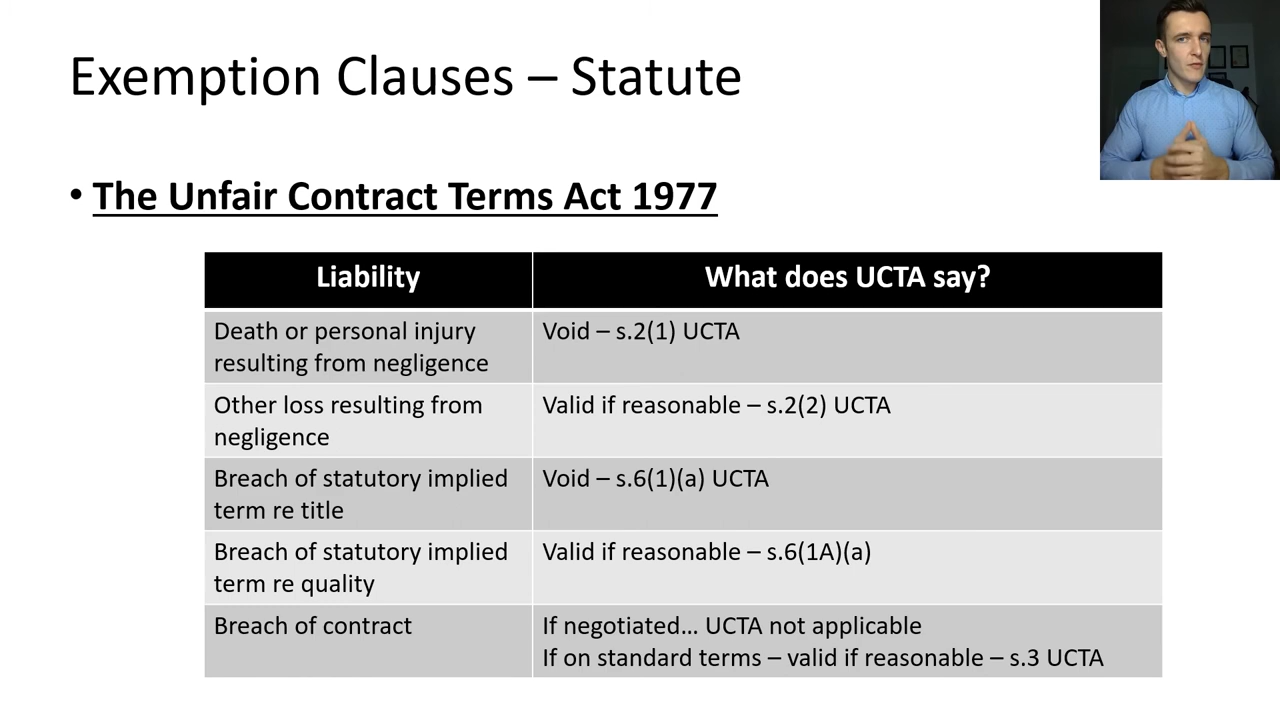 Exemption Clauses – Statute
• The Unfair Contract Terms Act 1977
Liability
What does UCTA say?
Death or personal injury
resulting from negligence
Void – s.2(1) UCTA
Other loss resulting from
negligence
Valid if reasonable – s.2(2) UCTA
Breach of statutory implied
term re title
Void – s.6(1)(a) UCTA
Breach of statutory implied
term re quality
Valid if reasonable – s.6(1A)(a)
Breach of contract
If negotiated… UCTA not applicable
If on standard terms – valid if reasonable – s.3 UCTA